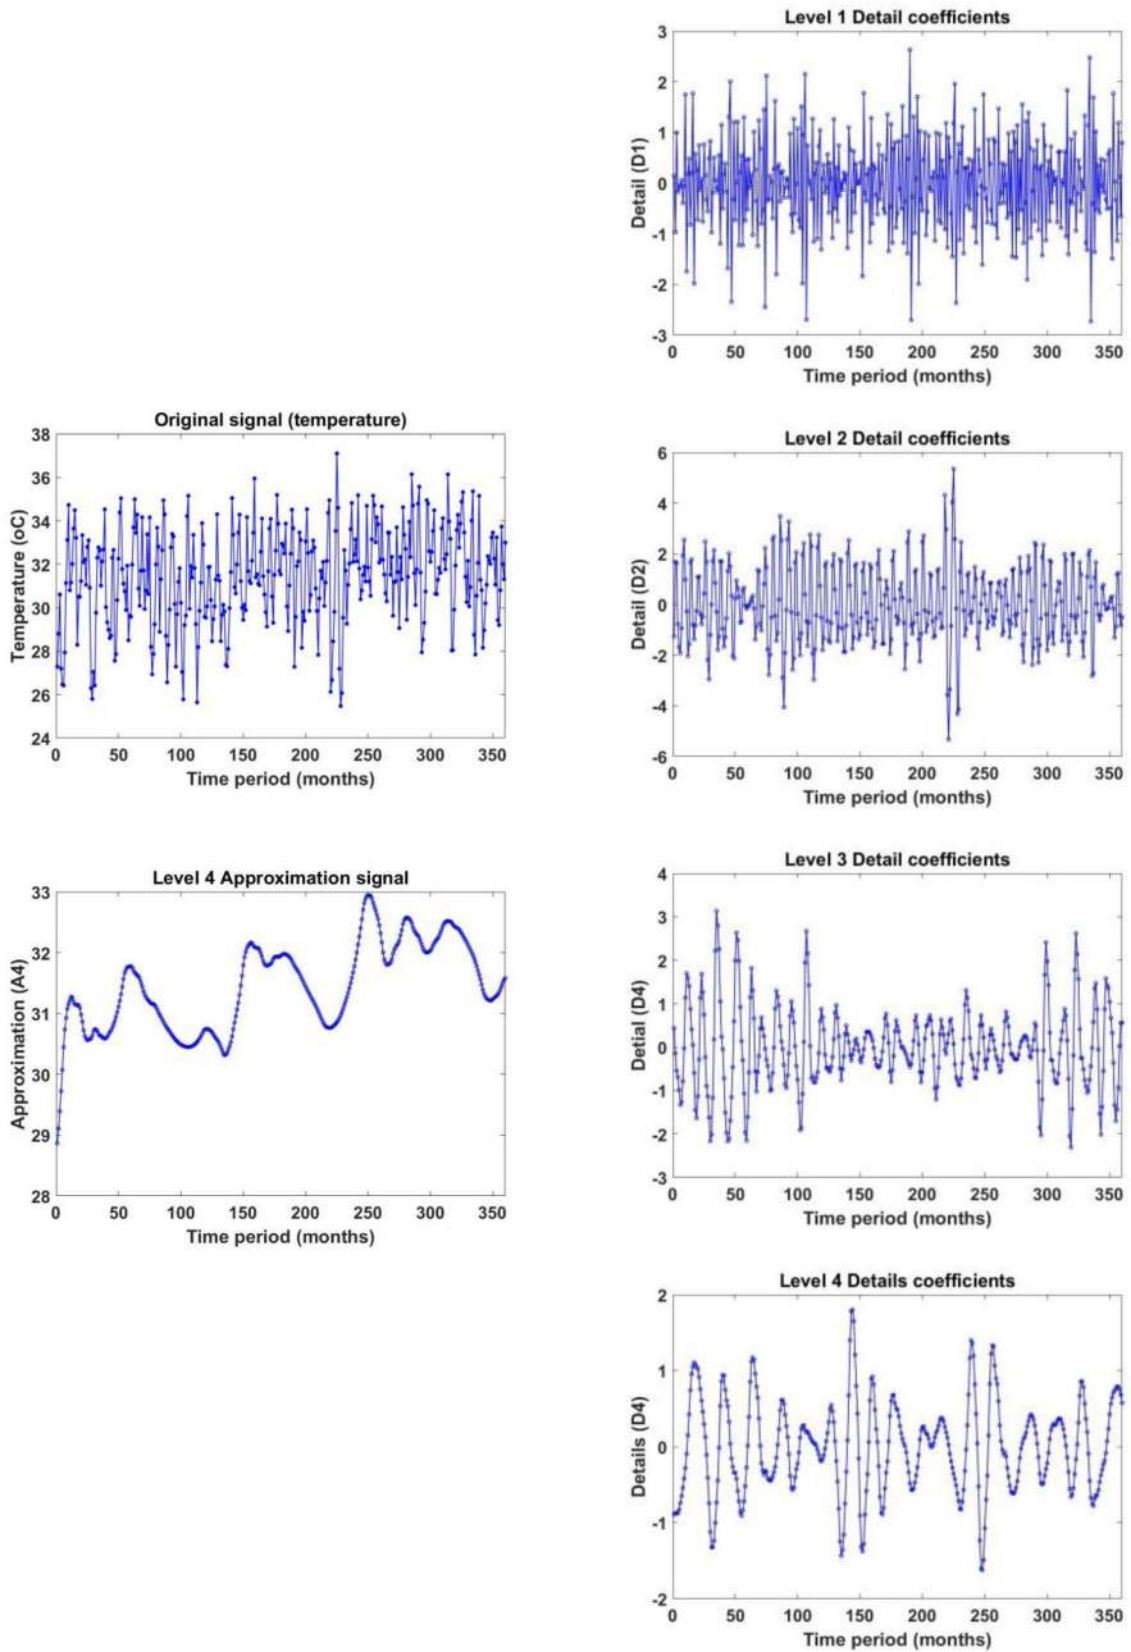 Level 1 Detail coefficients
3
2
1
0
-1
-2
-3
Detail (D1)
0 50 100 150 200 250 300 350
Time period (months)
Original signal (temperature)
38
36
34
32
30
28
26
24
Temperature (oC)
0 50 100 150 200 250 300 350
Time period (months)
Level 2 Detail coefficients
6
4
2
0
-2
-4
-6
Detail (D2)
0 50 100 150 200 250 300 350
Time period (months)
Level 4 Approximation signal
33
32
31
30
29
28
Approximation (A4)
0 50 100 150 200 250 300 350
Time period (months)
Level 3 Detail coefficients
4
3
2
1
0
-1
-2
-3
Detial (D4)
0 50 100 150 200 250 300 350
Time period (months)
Level 4 Details coefficients
2
1
0
-1
-2
Details (D4)
0 50 100 150 200 250 300 350
Time period (months)